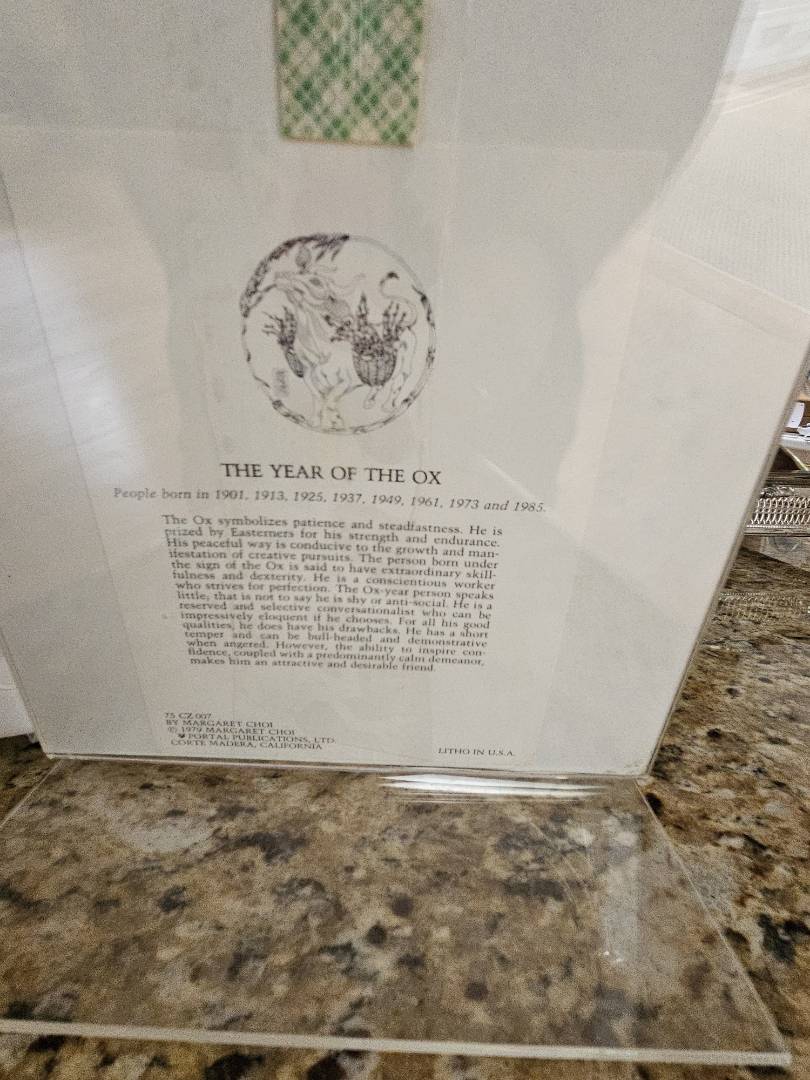 THE YEAR OF THE OX
People born in 1901, 1913, 1925, 1937, 1949, 1961, 1973 and 1985.
The Ox symbolizes patience and steadfastness. He is
prized by Easterners for his strength and endurance.
His peaceful way is conducive to the growth and man-
ifestation of creative pursuits. The person born under
the sign of the Ox is said to have extraordinary skill-
fulness and dexterity. He is a conscientious worker
who strives for perfection. The Ox-year person speaks
little; that is not to say he is shy or anti-social. He is a
reserved and selective conversationalist who can be
impressively eloquent if he chooses. For all his good
qualities, he does have his drawbacks. He has a short
temper and can be bull-headed and demonstrative
when angered. However, the ability to inspire con-
fidence, coupled with a predominantly calm demeanor,
makes him an attractive and desirable friend.
75 CZ 007
BY MARGARET CHOI
© 1979 MARGARET CHOI
PORTAL PUBLICATIONS, LTD.
CORTE MADERA, CALIFORNIA
LITHO IN U.S.A.